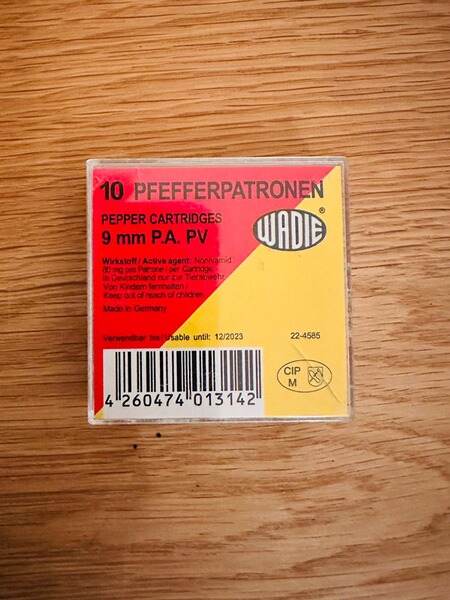 10 PFEFFERPATRONEN
PEPPER CARTRIDGES
9 mm P.A. PV
WADIE®
Wirkstoff / Active agent: Nonivamid
80 mg pro Patrone / per Cartridge
In Deutschland nur zur Tierabwehr
Von Kindern fernhalten /
Keep out of reach of children
Made in Germany
Verwendbar bis / Usable until: 12/2023
22-4585
CIP
M
4 260474 013142